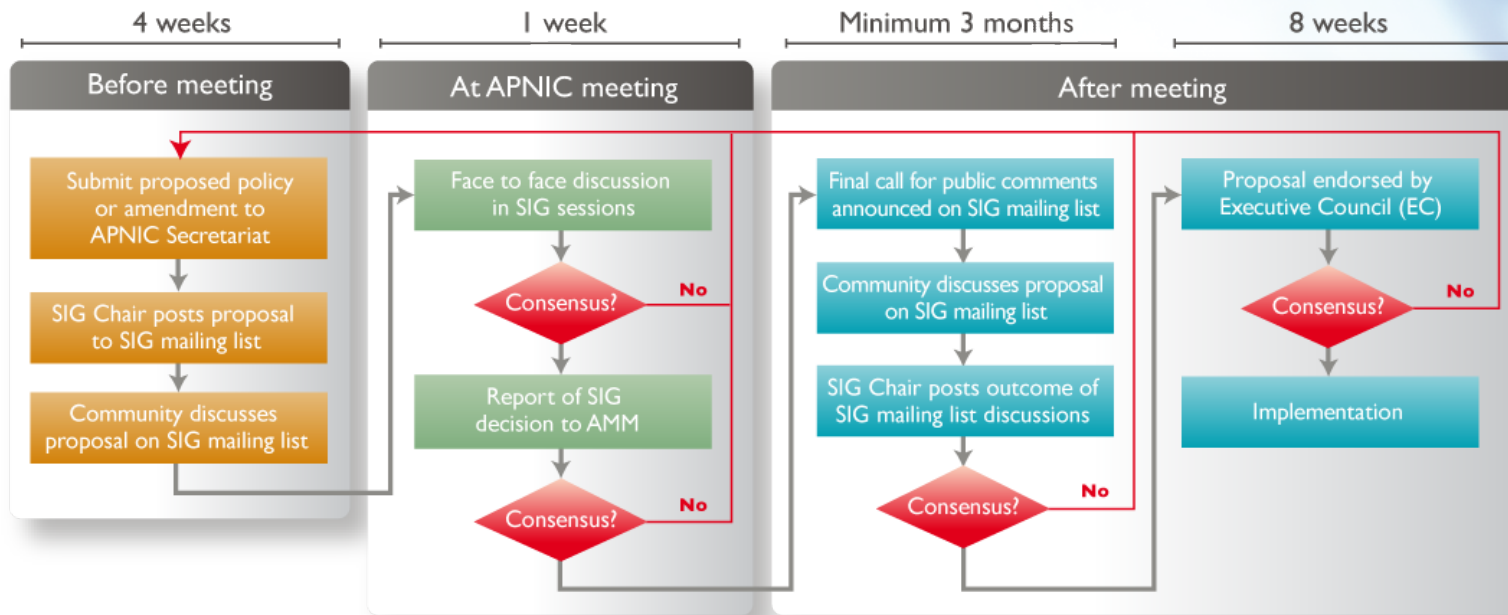 4 weeks
1 week
Minimum 3 months
8 weeks
Before meeting
At APNIC meeting
After meeting
Submit proposed policy
or amendment to
APNIC Secretariat
SIG Chair posts proposal
to SIG mailing list
Community discusses
proposal on SIG mailing list
Face to face discussion
in SIG sessions
Consensus?
No
Report of SIG
decision to AMM
Consensus?
No
Final call for public comments
announced on SIG mailing list
Community discusses proposal
on SIG mailing list
SIG Chair posts outcome of
SIG mailing list discussions
Consensus?
No
Proposal endorsed by
Executive Council (EC)
Consensus?
No
Implementation